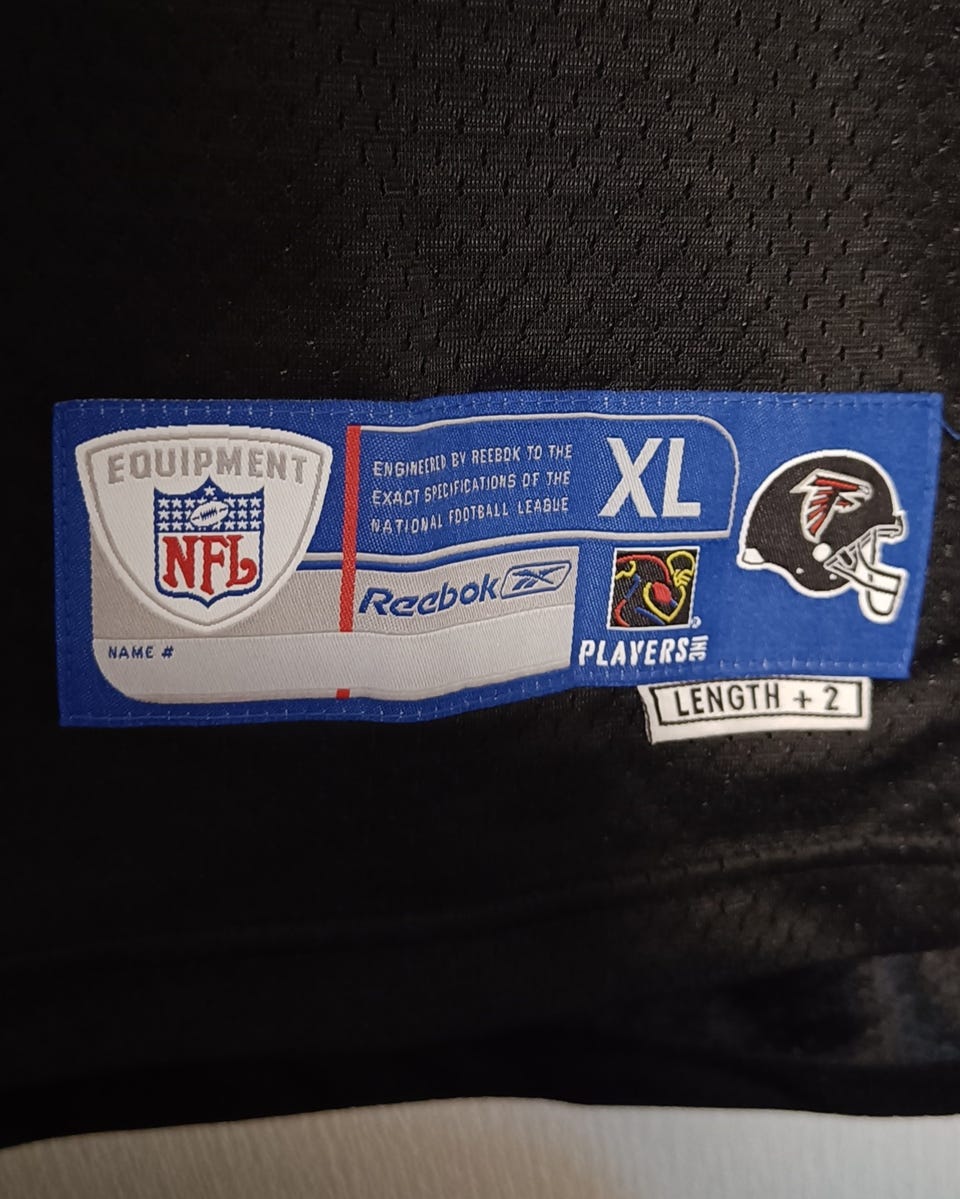 EQUIPMENT
NFL
ENGINEERED BY REEBOK TO THE
EXACT SPECIFICATIONS OF THE
NATIONAL FOOTBALL LEAGUE
XL
Reebok
PLAYERS INC
NAME #
LENGTH + 2